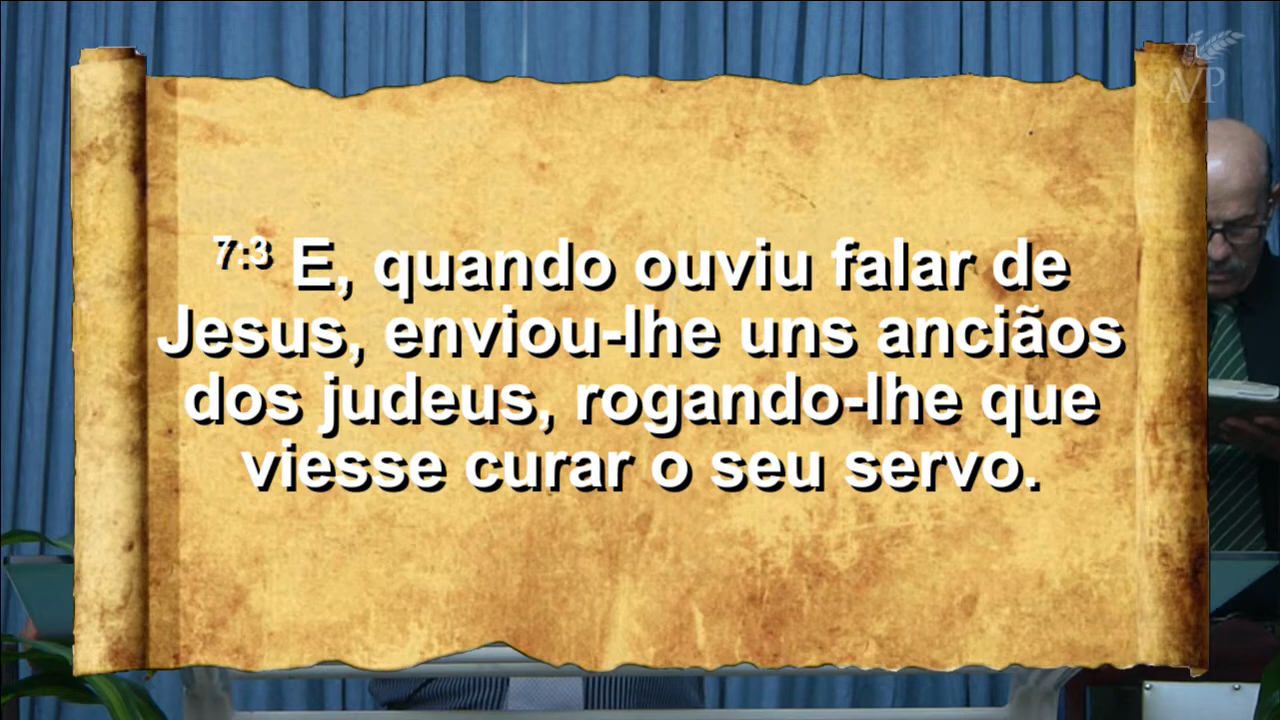 AVP
7:3 E, quando ouviu falar de
Jesus, enviou-lhe uns anciãos
dos judeus, rogando-lhe que
viesse curar o seu servo.